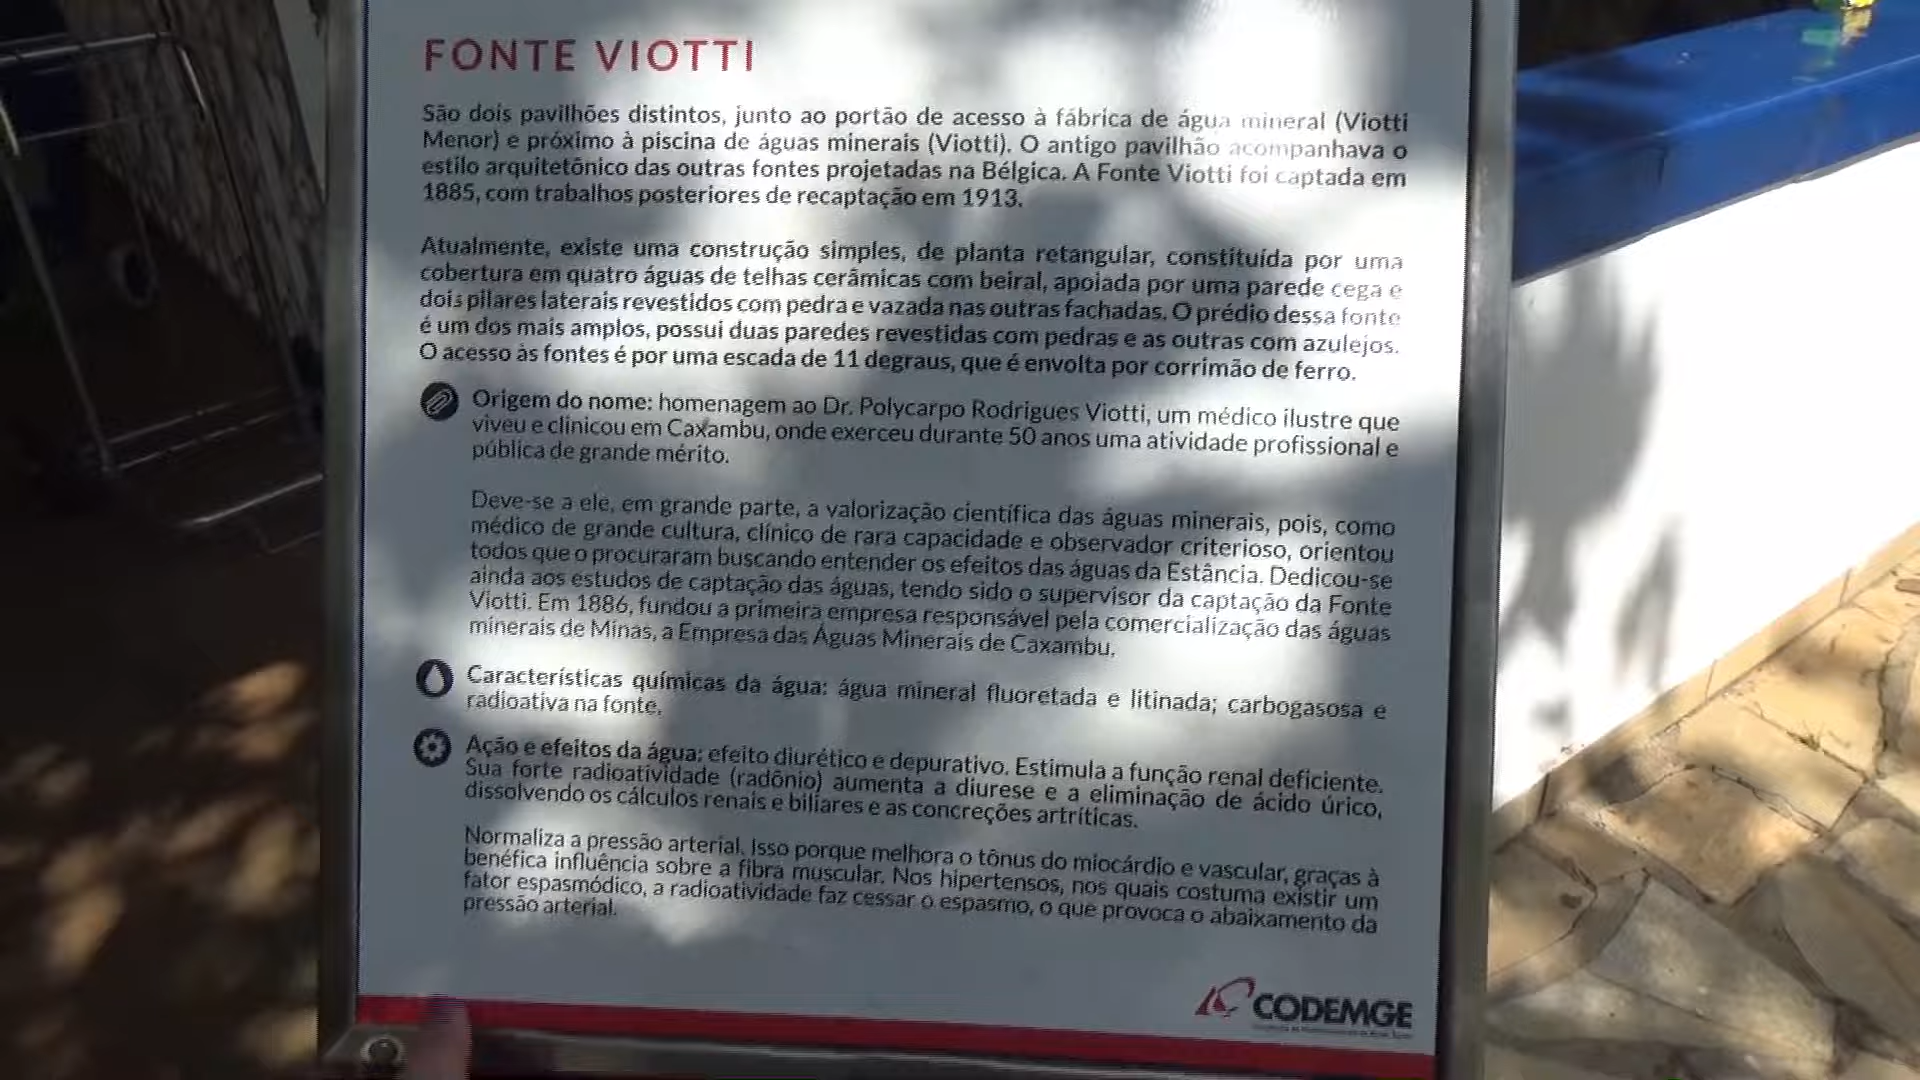 FONTE VIOTTI
São dois pavilhões distintos, junto ao portão de acesso à fábrica de água mineral (Viotti
Menor) e próximo à piscina de águas minerais (Viotti). O antigo pavilhão acompanhava o
estilo arquitetônico das outras fontes projetadas na Bélgica. A Fonte Viotti foi captada em
1885, com trabalhos posteriores de recaptação em 1913.
Atualmente, existe uma construção simples, de planta retangular, constituída por uma
cobertura em quatro águas de telhas cerâmicas com beiral, apoiada por uma parede cega e
dois pilares laterais revestidos com pedra e vazada nas outras fachadas. O prédio dessa fonte
é um dos mais amplos, possui duas paredes revestidas com pedras e as outras com azulejos.
O acesso às fontes é por uma escada de 11 degraus, que é envolta por corrimão de ferro.
Origem do nome: homenagem ao Dr. Polycarpo Rodrigues Viotti, um médico ilustre que
viveu e clinicou em Caxambu, onde exerceu durante 50 anos uma atividade profissional e
pública de grande mérito.
Deve-se a ele, em grande parte, a valorização científica das águas minerais, pois, como
médico de grande cultura, clínico de rara capacidade e observador criterioso, orientou
todos que o procuraram buscando entender os efeitos das águas da Estância. Dedicou-se
ainda aos estudos de captação das águas, tendo sido o supervisor da captação da Fonte
Viotti. Em 1886, fundou a primeira empresa responsável pela comercialização das águas
minerais de Minas, a Empresa das Águas Minerais de Caxambu.
Características químicas da água: água mineral fluoretada e litinada; carbogasosa e
radioativa na fonte.
Ação e efeitos da água: efeito diurético e depurativo. Estimula a função renal deficiente.
Sua forte radioatividade (radônio) aumenta a diurese e a eliminação de ácido úrico,
dissolvendo os cálculos renais e biliares e as concreções artríticas.
Normaliza a pressão arterial. Isso porque melhora o tônus do miocárdio e vascular, graças à
benéfica influência sobre a fibra muscular. Nos hipertensos, nos quais costuma existir um
fator espasmódico, a radioatividade faz cessar o espasmo, o que provoca o abaixamento da
pressão arterial.
CODEMGE